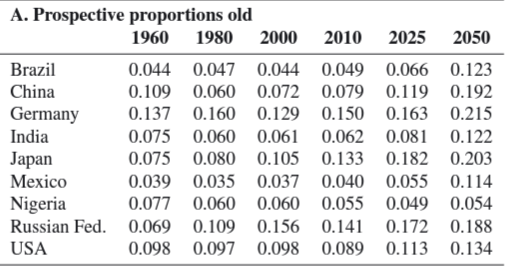 A. Prospective proportions old
1960 1980 2000 2010 2025 2050
Brazil 0.044 0.047 0.044 0.049 0.066 0.123
China 0.109 0.060 0.072 0.079 0.119 0.192
Germany 0.137 0.160 0.129 0.150 0.163 0.215
India 0.075 0.060 0.061 0.062 0.081 0.122
Japan 0.075 0.080 0.105 0.133 0.182 0.203
Mexico 0.039 0.035 0.037 0.040 0.055 0.114
Nigeria 0.077 0.060 0.060 0.055 0.049 0.054
Russian Fed. 0.069 0.109 0.156 0.141 0.172 0.188
USA 0.098 0.097 0.098 0.089 0.113 0.134